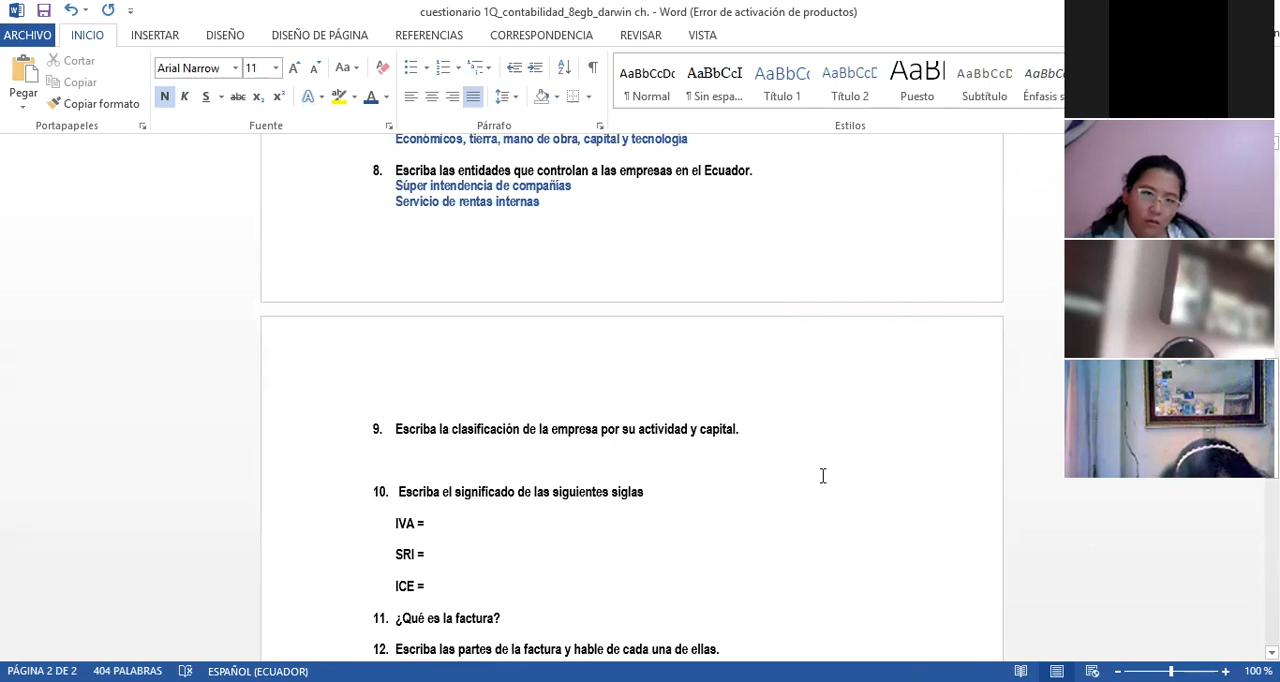 cuestionario 1Q_contabilidad_8egb_darwin ch. - Word (Error de activación de productos)
ARCHIVO INICIO INSERTAR DISEÑO DISEÑO DE PÁGINA REFERENCIAS CORRESPONDENCIA REVISAR VISTA
Pegar
Cortar
Copiar
Copiar formato
Portapapeles
Arial Narrow 11 Aa
N K S abc x₂ x² A A
Fuente
Párrafo
AaBbCcDc AaBbCcI AaBbC AaBbCcD AaB AaBbCcD AaBbCc
¶ Normal ¶ Sin espa... Título 1 Título 2 Puesto Subtítulo Énfasis s
Estilos
Económicos, tierra, mano de obra, capital y tecnología
8. Escriba las entidades que controlan a las empresas en el Ecuador.
Súper intendencia de compañías
Servicio de rentas internas
9. Escriba la clasificación de la empresa por su actividad y capital.
10. Escriba el significado de las siguientes siglas
IVA =
SRI =
ICE =
11. ¿Qué es la factura?
12. Escriba las partes de la factura y hable de cada una de ellas.
PÁGINA 2 DE 2 404 PALABRAS ESPAÑOL (ECUADOR) 100 %